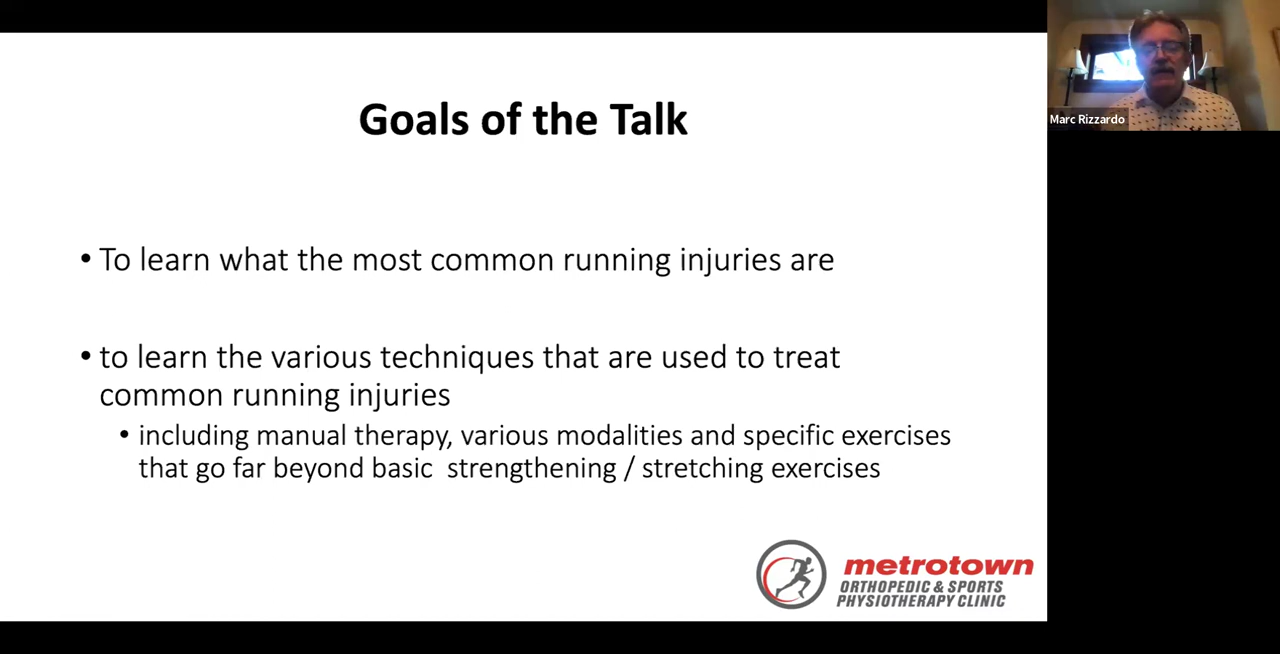 Goals of the Talk
• To learn what the most common running injuries are
• to learn the various techniques that are used to treat
common running injuries
• including manual therapy, various modalities and specific exercises
that go far beyond basic strengthening / stretching exercises
metrotown
ORTHOPEDIC & SPORTS
PHYSIOTHERAPY CLINIC
Marc Rizzardo